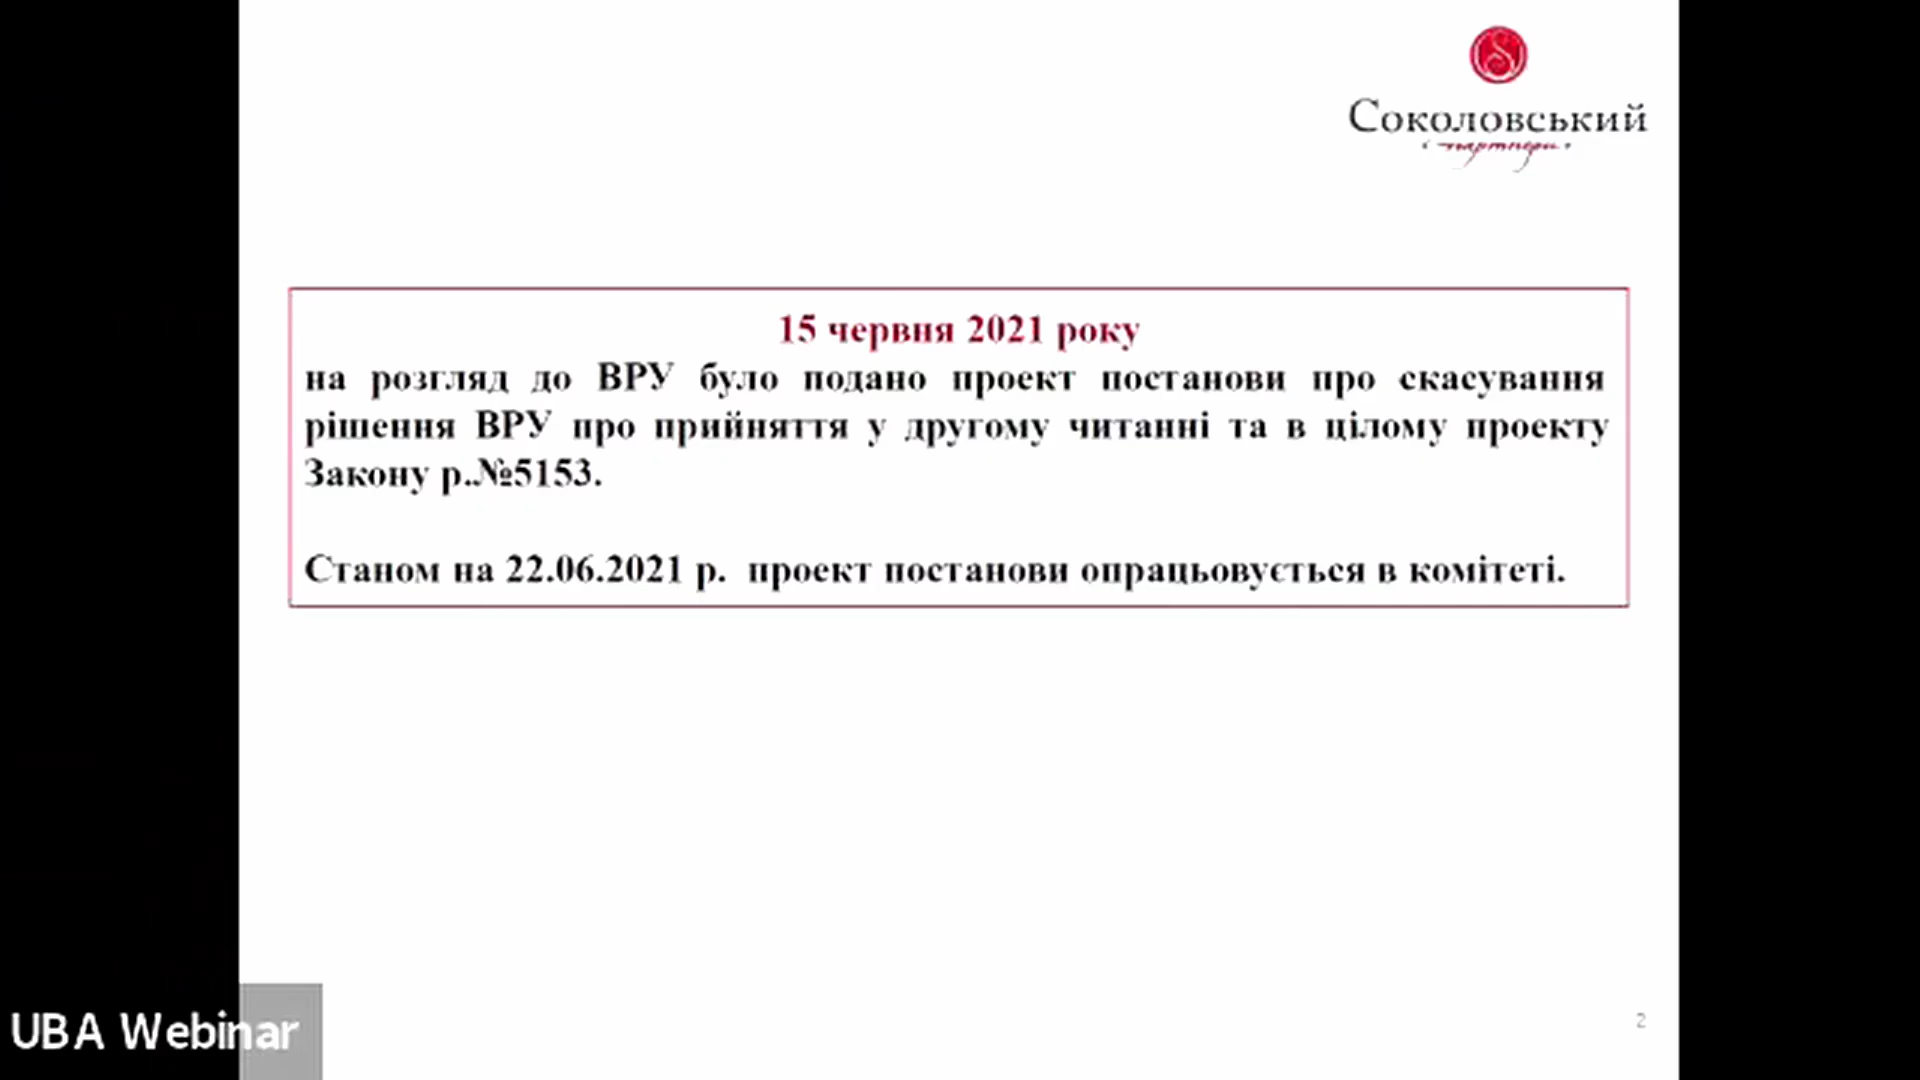 Соколовський
партнери
15 червня 2021 року
на розгляд до ВРУ було подано проект постанови про скасування
рішення ВРУ про прийняття у другому читанні та в цілому проекту
Закону р.№5153.
Станом на 22.06.2021 р. проект постанови опрацьовується в комітеті.
UBA Webinar
2